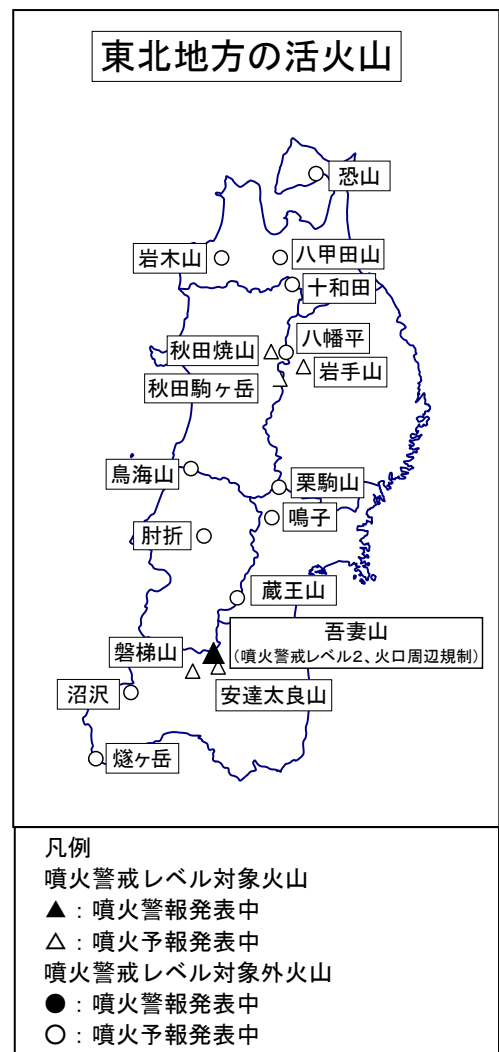 東北地方の活火山
恐山
岩木山
八甲田山
十和田
八幡平
秋田焼山
岩手山
秋田駒ヶ岳
鳥海山
栗駒山
鳴子
肘折
蔵王山
吾妻山
(噴火警戒レベル2、火口周辺規制)
磐梯山
安達太良山
沼沢
燧ヶ岳
凡例
噴火警戒レベル対象火山
▲：噴火警報発表中
△：噴火予報発表中
噴火警戒レベル対象外火山
●：噴火警報発表中
○：噴火予報発表中